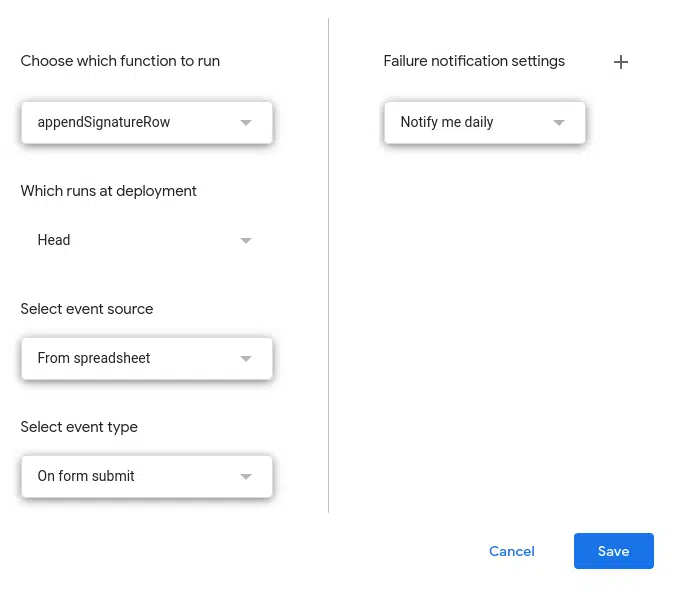 Choose which function to run
appendSignatureRow
Which runs at deployment
Head
Select event source
From spreadsheet
Select event type
On form submit
Failure notification settings
Notify me daily
Cancel
Save